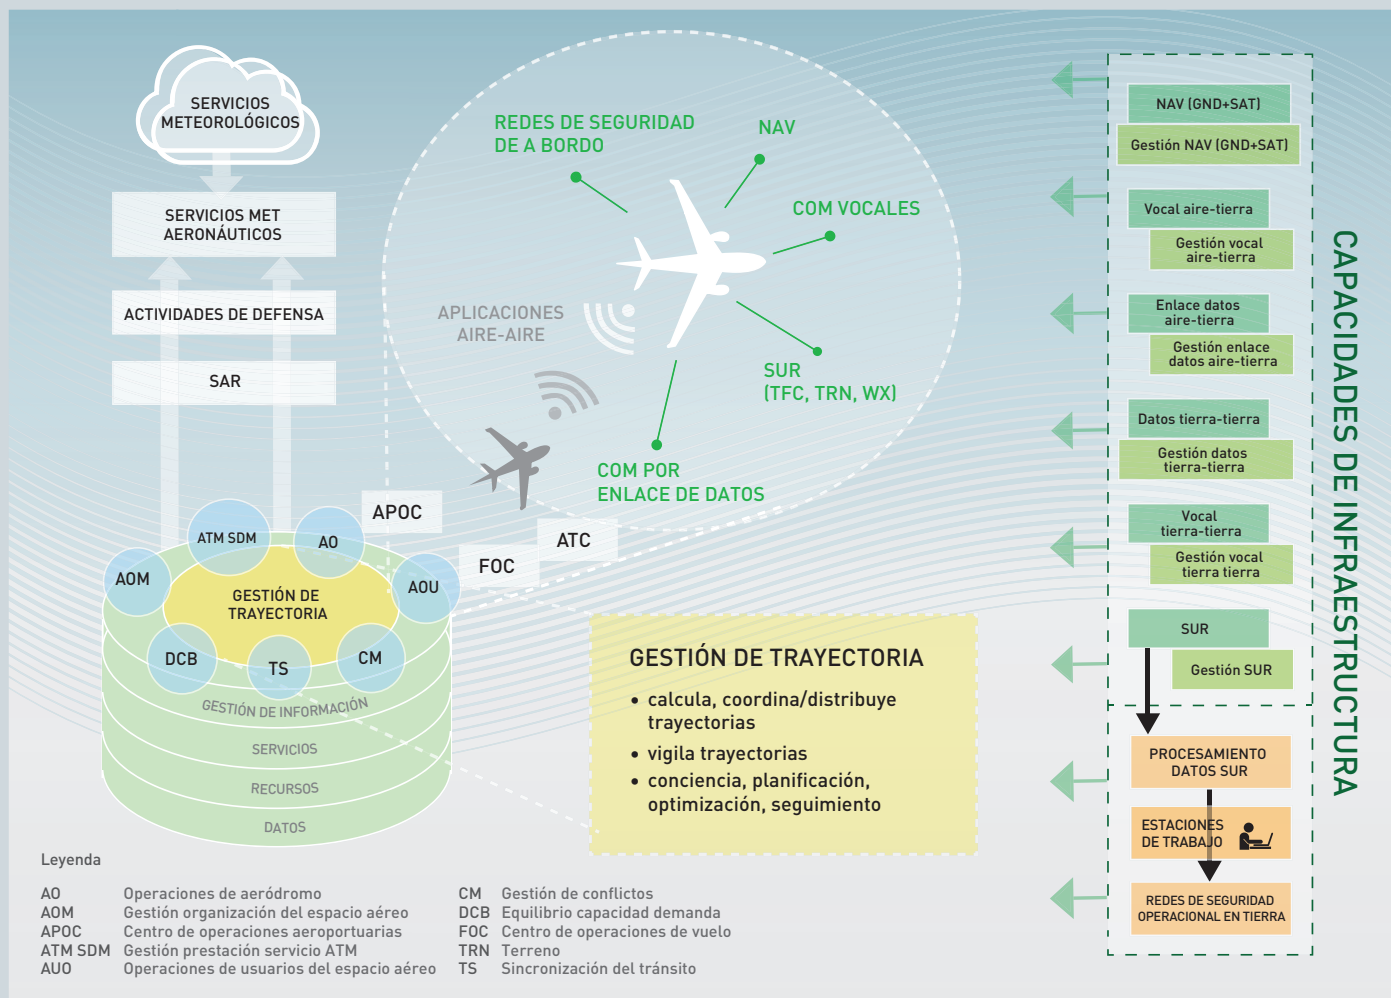 SERVICIOS
METEOROLÓGICOS
SERVICIOS MET
AERONÁUTICOS
ACTIVIDADES DE DEFENSA
SAR
REDES DE SEGURIDAD
DE A BORDO
NAV
COM VOCALES
APLICACIONES
AIRE-AIRE
SUR
(TFC, TRN, WX)
COM POR
ENLACE DE DATOS
APOC
ATC
FOC
ATM SDM
AO
AOM
AOU
GESTIÓN DE
TRAYECTORIA
DCB
TS
CM
GESTIÓN DE INFORMACIÓN
SERVICIOS
RECURSOS
DATOS
GESTIÓN DE TRAYECTORIA
• calcula, coordina/distribuye
trayectorias
• vigila trayectorias
• conciencia, planificación,
optimización, seguimiento
NAV (GND+SAT)
Gestión NAV (GND+SAT)
Vocal aire-tierra
Gestión vocal
aire-tierra
Enlace datos
aire-tierra
Gestión enlace
datos aire-tierra
Datos tierra-tierra
Gestión datos
tierra-tierra
Vocal
tierra-tierra
Gestión vocal
tierra tierra
SUR
Gestión SUR
PROCESAMIENTO
DATOS SUR
ESTACIONES
DE TRABAJO
REDES DE SEGURIDAD
OPERACIONAL EN TIERRA
CAPACIDADES DE INFRAESTRUCTURA
Leyenda
AO Operaciones de aeródromo
AOM Gestión organización del espacio aéreo
APOC Centro de operaciones aeroportuarias
ATM SDM Gestión prestación servicio ATM
AUO Operaciones de usuarios del espacio aéreo
CM Gestión de conflictos
DCB Equilibrio capacidad demanda
FOC Centro de operaciones de vuelo
TRN Terreno
TS Sincronización del tránsito